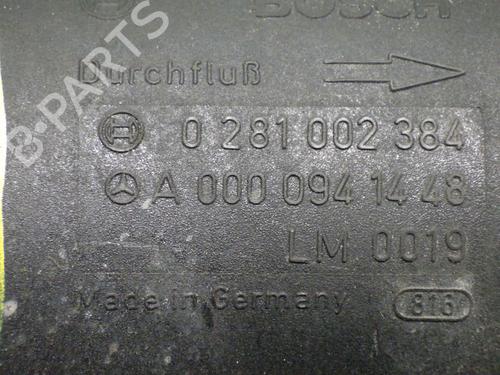 BOSCH
Durchfluß
0 281 002 384
A 000 094 14 48
LM 0019
Made in Germany 816
B-PARTS